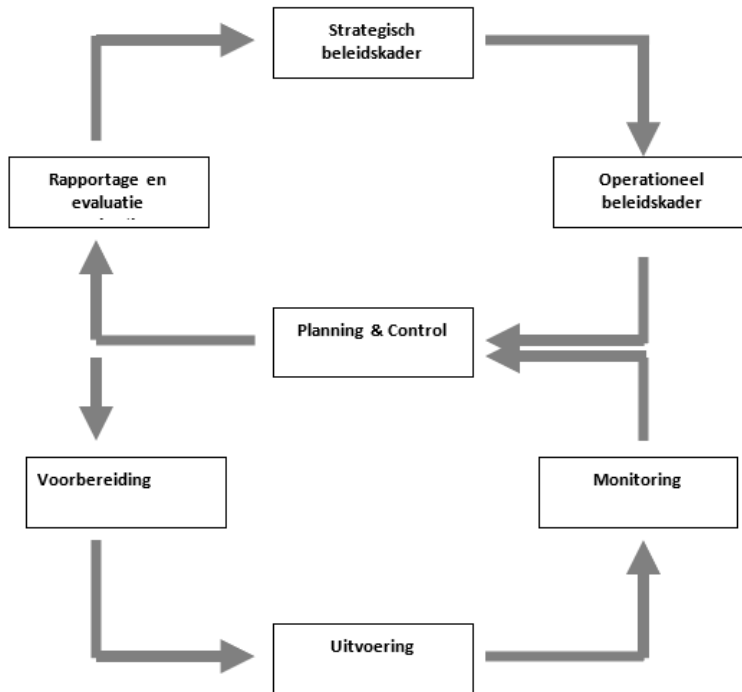 Strategisch
beleidskader
Rapportage en
evaluatie
Operationeel
beleidskader
Planning & Control
Voorbereiding
Monitoring
Uitvoering